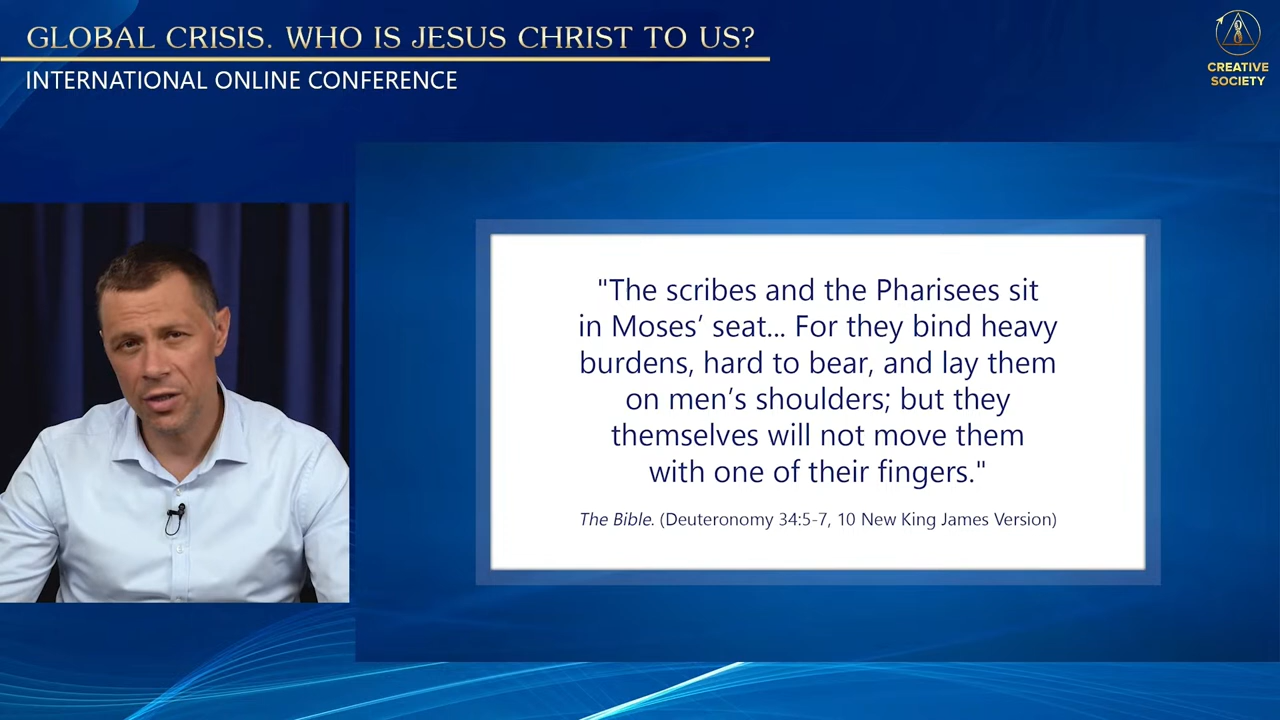 GLOBAL CRISIS. WHO IS JESUS CHRIST TO US?
INTERNATIONAL ONLINE CONFERENCE
CREATIVE
SOCIETY
"The scribes and the Pharisees sit
in Moses’ seat... For they bind heavy
burdens, hard to bear, and lay them
on men’s shoulders; but they
themselves will not move them
with one of their fingers."
The Bible. (Deuteronomy 34:5-7, 10 New King James Version)